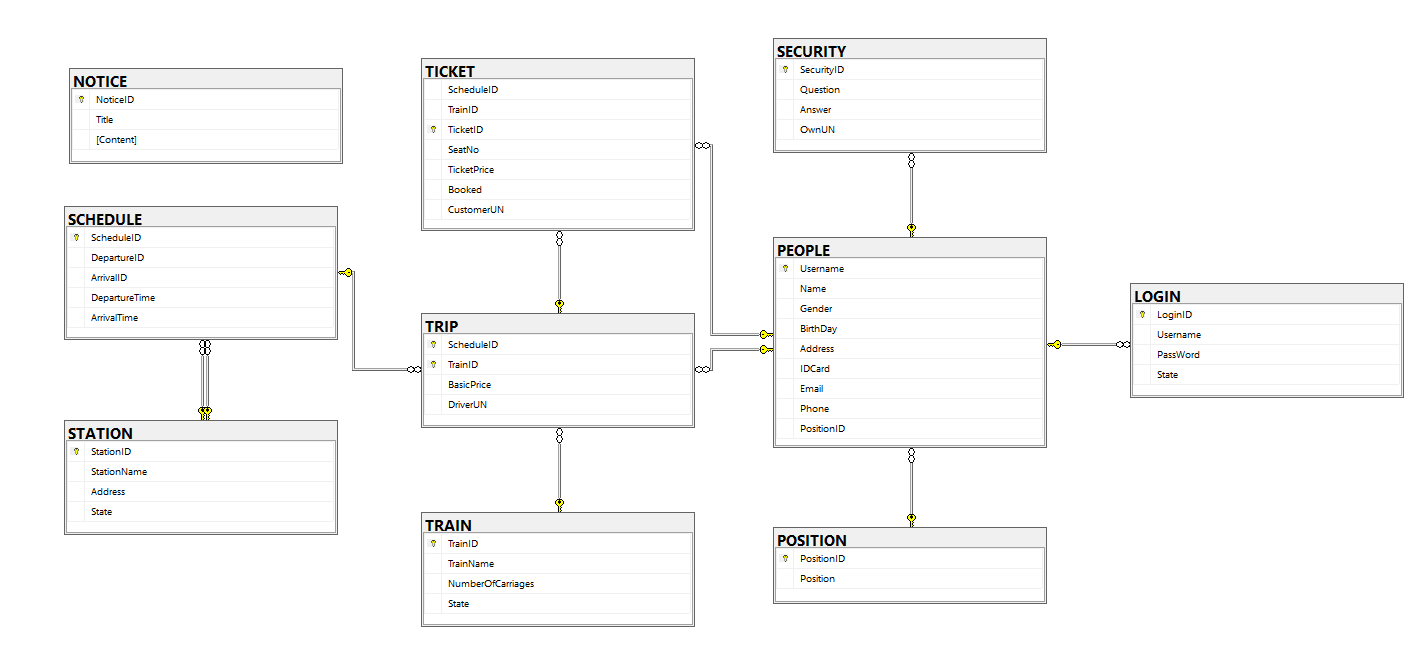 NOTICE
NoticeID
Title
[Content]
SCHEDULE
ScheduleID
DepartureID
ArrivalID
DepartureTime
ArrivalTime
STATION
StationID
StationName
Address
State
TICKET
ScheduleID
TrainID
TicketID
SeatNo
TicketPrice
Booked
CustomerUN
TRIP
ScheduleID
TrainID
BasicPrice
DriverUN
TRAIN
TrainID
TrainName
NumberOfCarriages
State
SECURITY
SecurityID
Question
Answer
OwnUN
PEOPLE
Username
Name
Gender
BirthDay
Address
IDCard
Email
Phone
PositionID
POSITION
PositionID
Position
LOGIN
LoginID
Username
PassWord
State